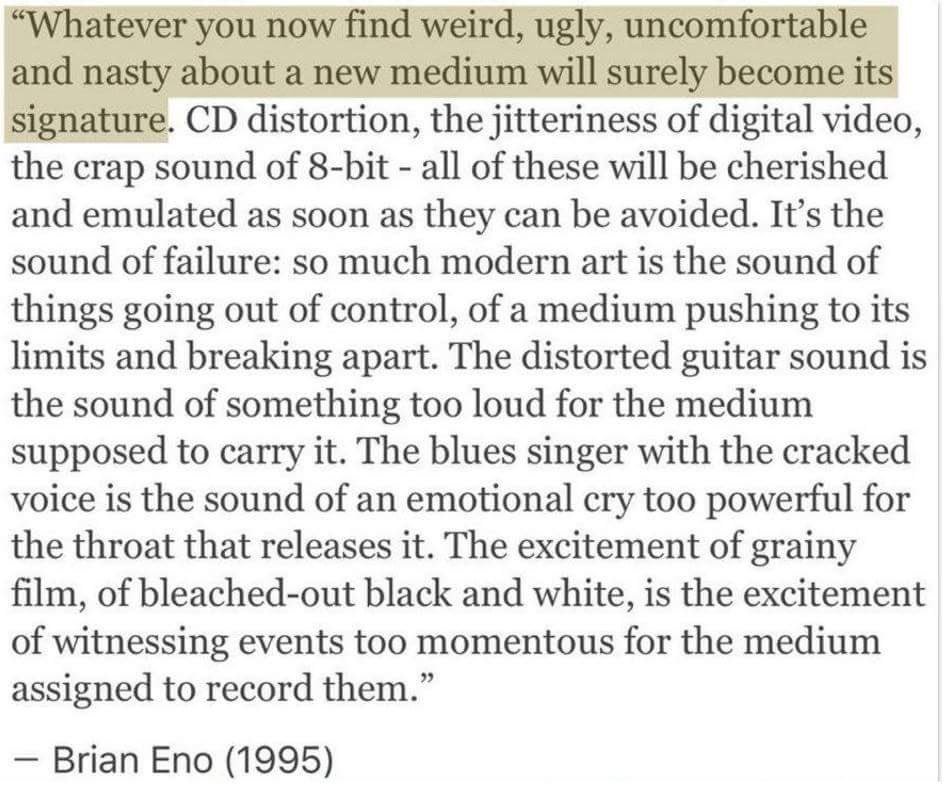 “Whatever you now find weird, ugly, uncomfortable
and nasty about a new medium will surely become its
signature. CD distortion, the jitteriness of digital video,
the crap sound of 8-bit - all of these will be cherished
and emulated as soon as they can be avoided. It’s the
sound of failure: so much modern art is the sound of
things going out of control, of a medium pushing to its
limits and breaking apart. The distorted guitar sound is
the sound of something too loud for the medium
supposed to carry it. The blues singer with the cracked
voice is the sound of an emotional cry too powerful for
the throat that releases it. The excitement of grainy
film, of bleached-out black and white, is the excitement
of witnessing events too momentous for the medium
assigned to record them.”
– Brian Eno (1995)